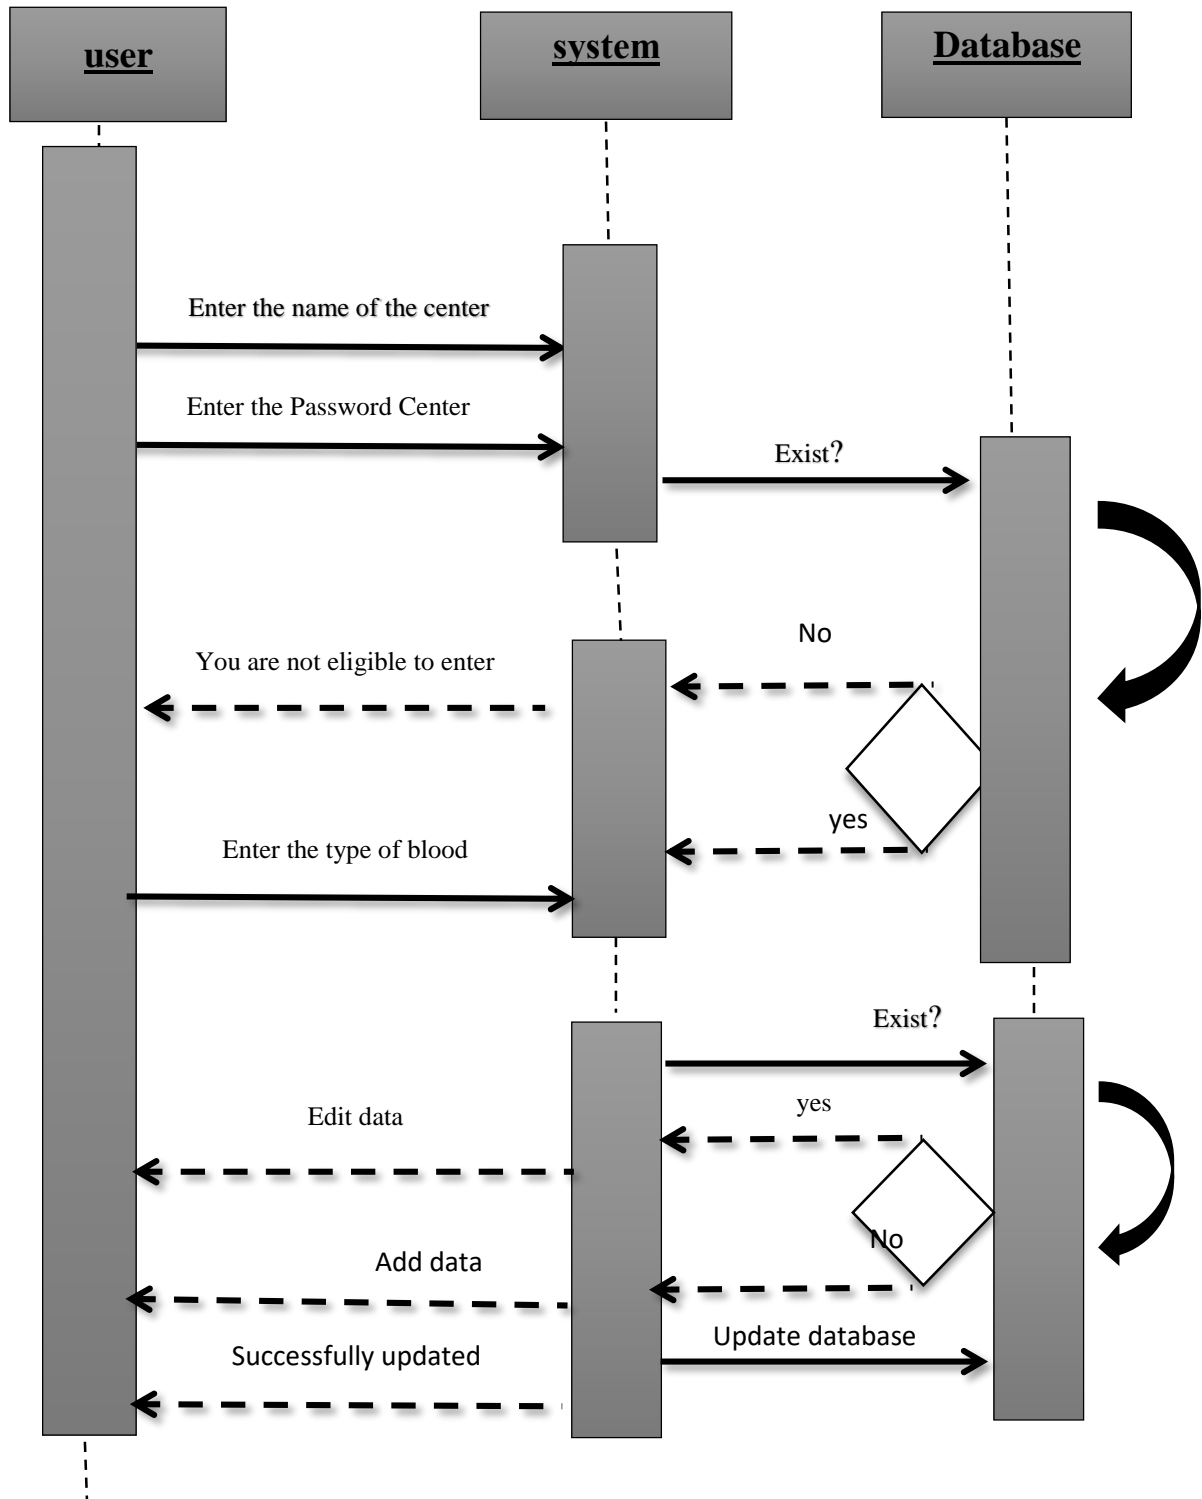 user
system
Database
Enter the name of the center
Enter the Password Center
Exist?
No
You are not eligible to enter
yes
Enter the type of blood
Exist?
yes
Edit data
No
Add data
Update database
Successfully updated